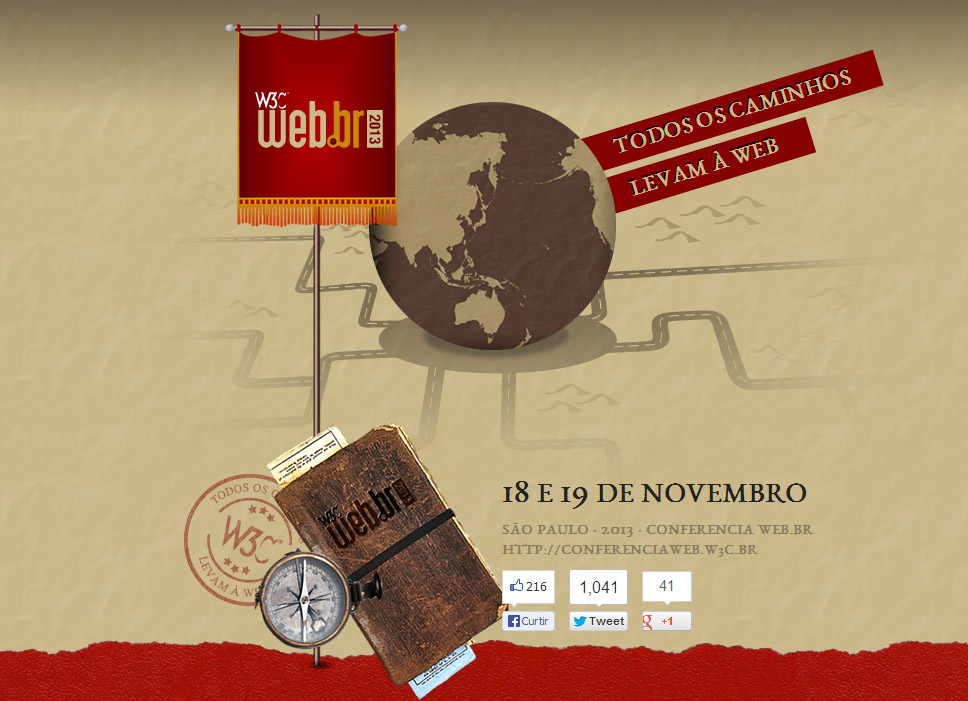 W3C
Web.br
2013
TODOS OS CAMINHOS
LEVAM À WEB
TODOS OS C
W3C
LEVAM À W
W3C
Web.br
18 E 19 DE NOVEMBRO
SÃO PAULO · 2013 · CONFERENCIA WEB.BR
HTTP://CONFERENCIAWEB.W3C.BR
216 1,041 41
Curtir Tweet +1